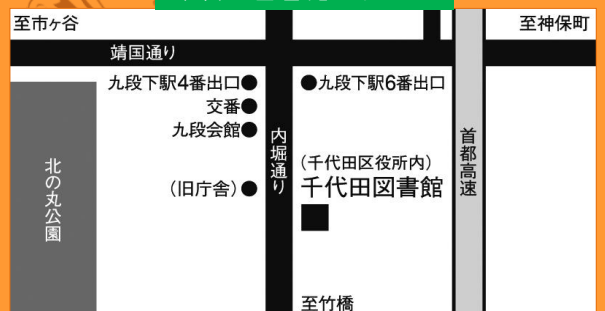 至市ヶ谷
至神保町
靖国通り
九段下駅4番出口●
●九段下駅6番出口
交番●
九段会館●
内堀通り
首都高速
北の丸公園
(旧庁舎)●
(千代田区役所内)
千代田図書館
至竹橋